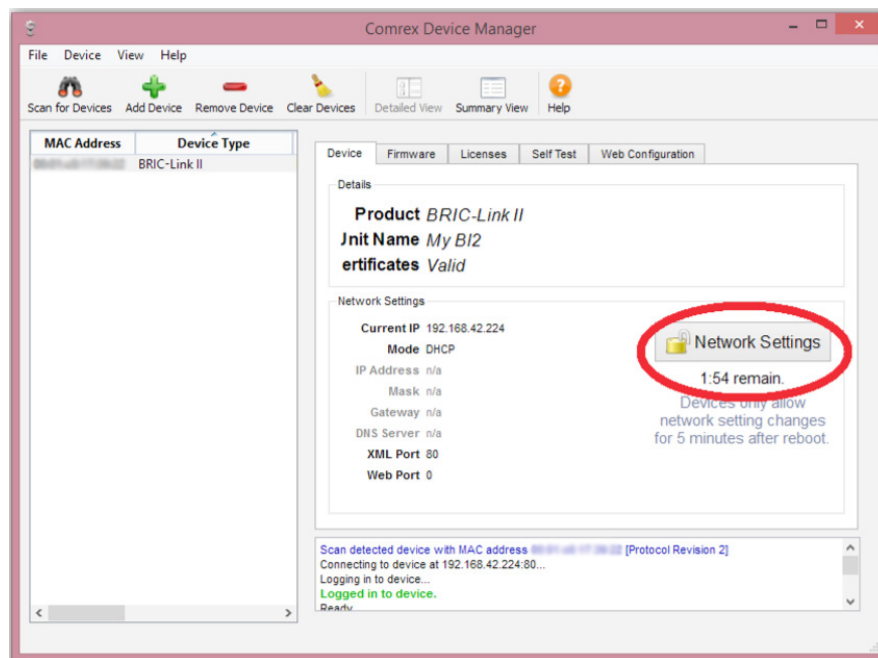 Comrex Device Manager
File Device View Help
Scan for Devices Add Device Remove Device Clear Devices Detailed View Summary View Help
MAC Address Device Type
BRIC-Link II
Device Firmware Licenses Self Test Web Configuration
Details
Product BRIC-Link II
Jnit Name My BI2
ertificates Valid
Network Settings
Current IP 192.168.42.224
Mode DHCP
IP Address n/a
Mask n/a
Gateway n/a
DNS Server n/a
XML Port 80
Web Port 0
Network Settings
1:54 remain.
Devices only allow
network setting changes
for 5 minutes after reboot.
Scan detected device with MAC address [Protocol Revision 2]
Connecting to device at 192.168.42.224:80...
Logging in to device...
Logged in to device.
Ready